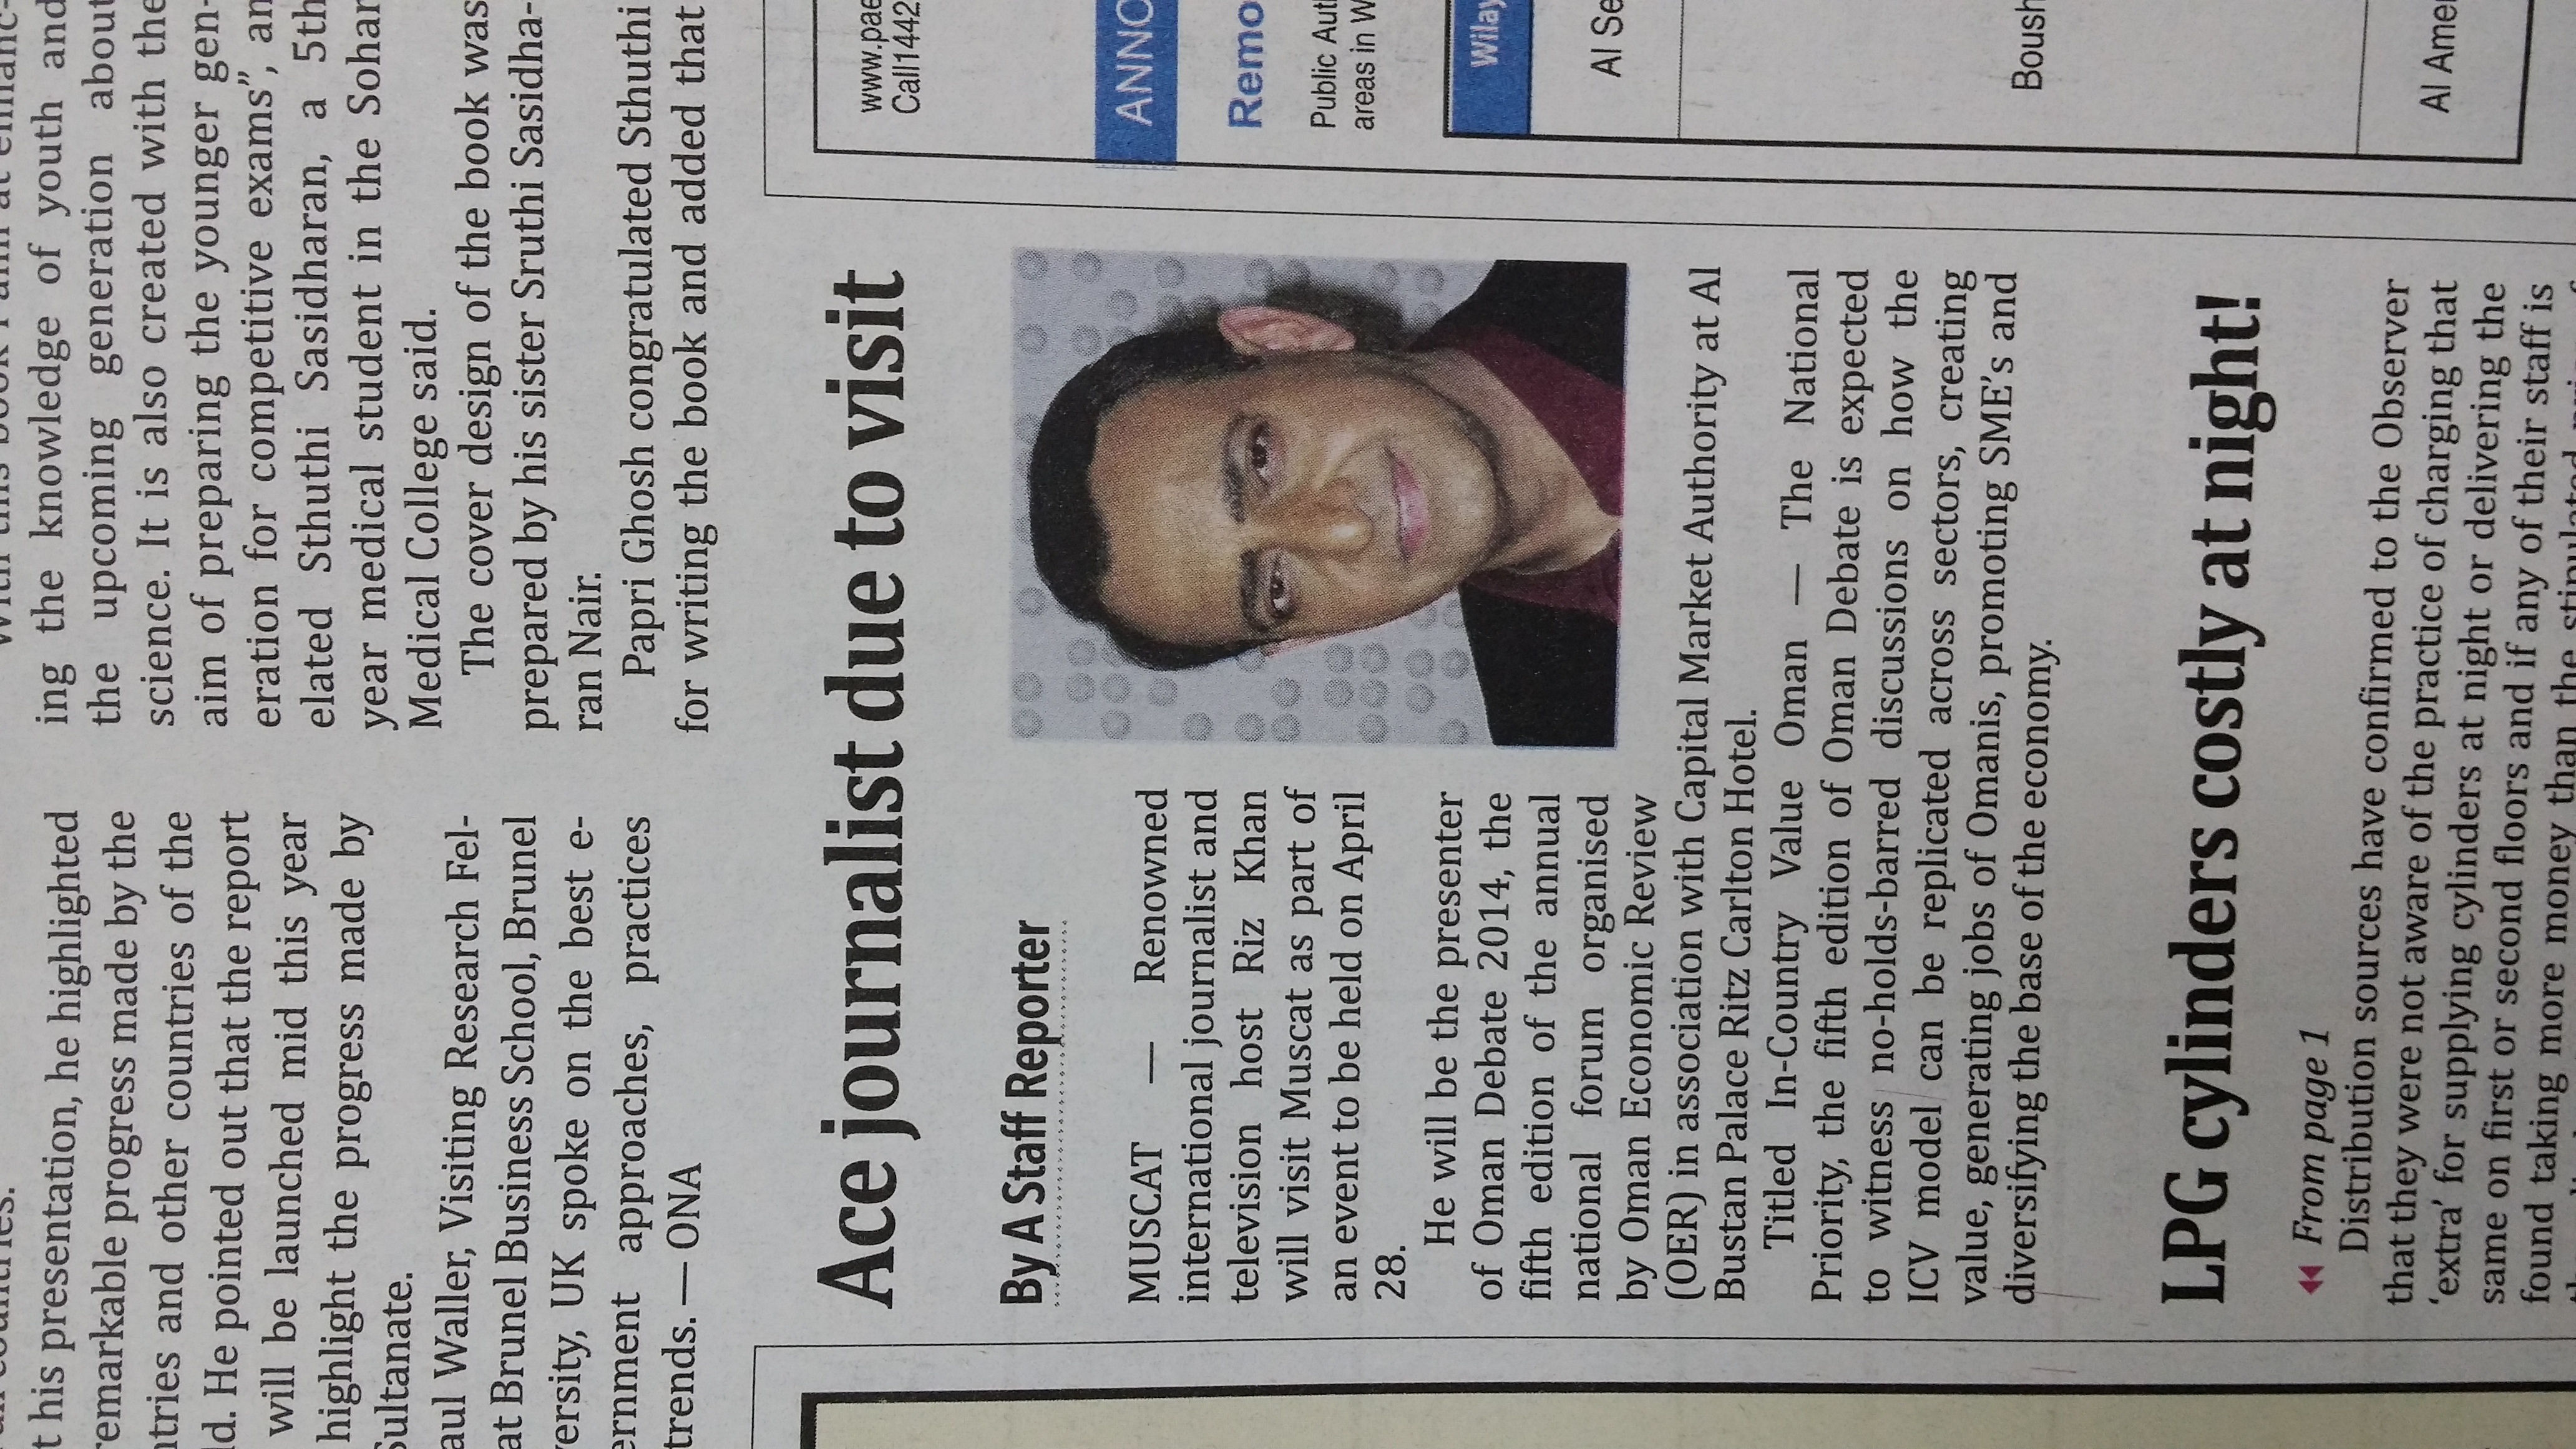 t his presentation, he highlighted
remarkable progress made by the
ntries and other countries of the
ld. He pointed out that the report
will be launched mid this year
highlight the progress made by
Sultanate.
aul Waller, Visiting Research Fel-
at Brunel Business School, Brunel
versity, UK spoke on the best e-
ernment approaches, practices
trends. — ONA
With this book I aim at enhanc-
ing the knowledge of youth and
the upcoming generation about
science. It is also created with the
aim of preparing the younger gen-
eration for competitive exams”, an
elated Sthuthi Sasidharan, a 5th
year medical student in the Sohar
Medical College said.
The cover design of the book was
prepared by his sister Sruthi Sasidha-
ran Nair.
Papri Ghosh congratulated Sthuthi
for writing the book and added that
Ace journalist due to visit
By A Staff Reporter
MUSCAT — Renowned
international journalist and
television host Riz Khan
will visit Muscat as part of
an event to be held on April
28.
He will be the presenter
of Oman Debate 2014, the
fifth edition of the annual
national forum organised
by Oman Economic Review
(OER) in association with Capital Market Authority at Al
Bustan Palace Ritz Carlton Hotel.
Titled In-Country Value Oman — The National
Priority, the fifth edition of Oman Debate is expected
to witness no-holds-barred discussions on how the
ICV model can be replicated across sectors, creating
value, generating jobs of Omanis, promoting SME’s and
diversifying the base of the economy.
LPG cylinders costly at night!
From page 1
Distribution sources have confirmed to the Observer
that they were not aware of the practice of charging that
‘extra’ for supplying cylinders at night or delivering the
same on first or second floors and if any of their staff is
found taking more money than the stipulated
www.pae
Call1442
ANNO
Remo
Public Aut
areas in W
Wilay
Al Se
Boush
Al Ame